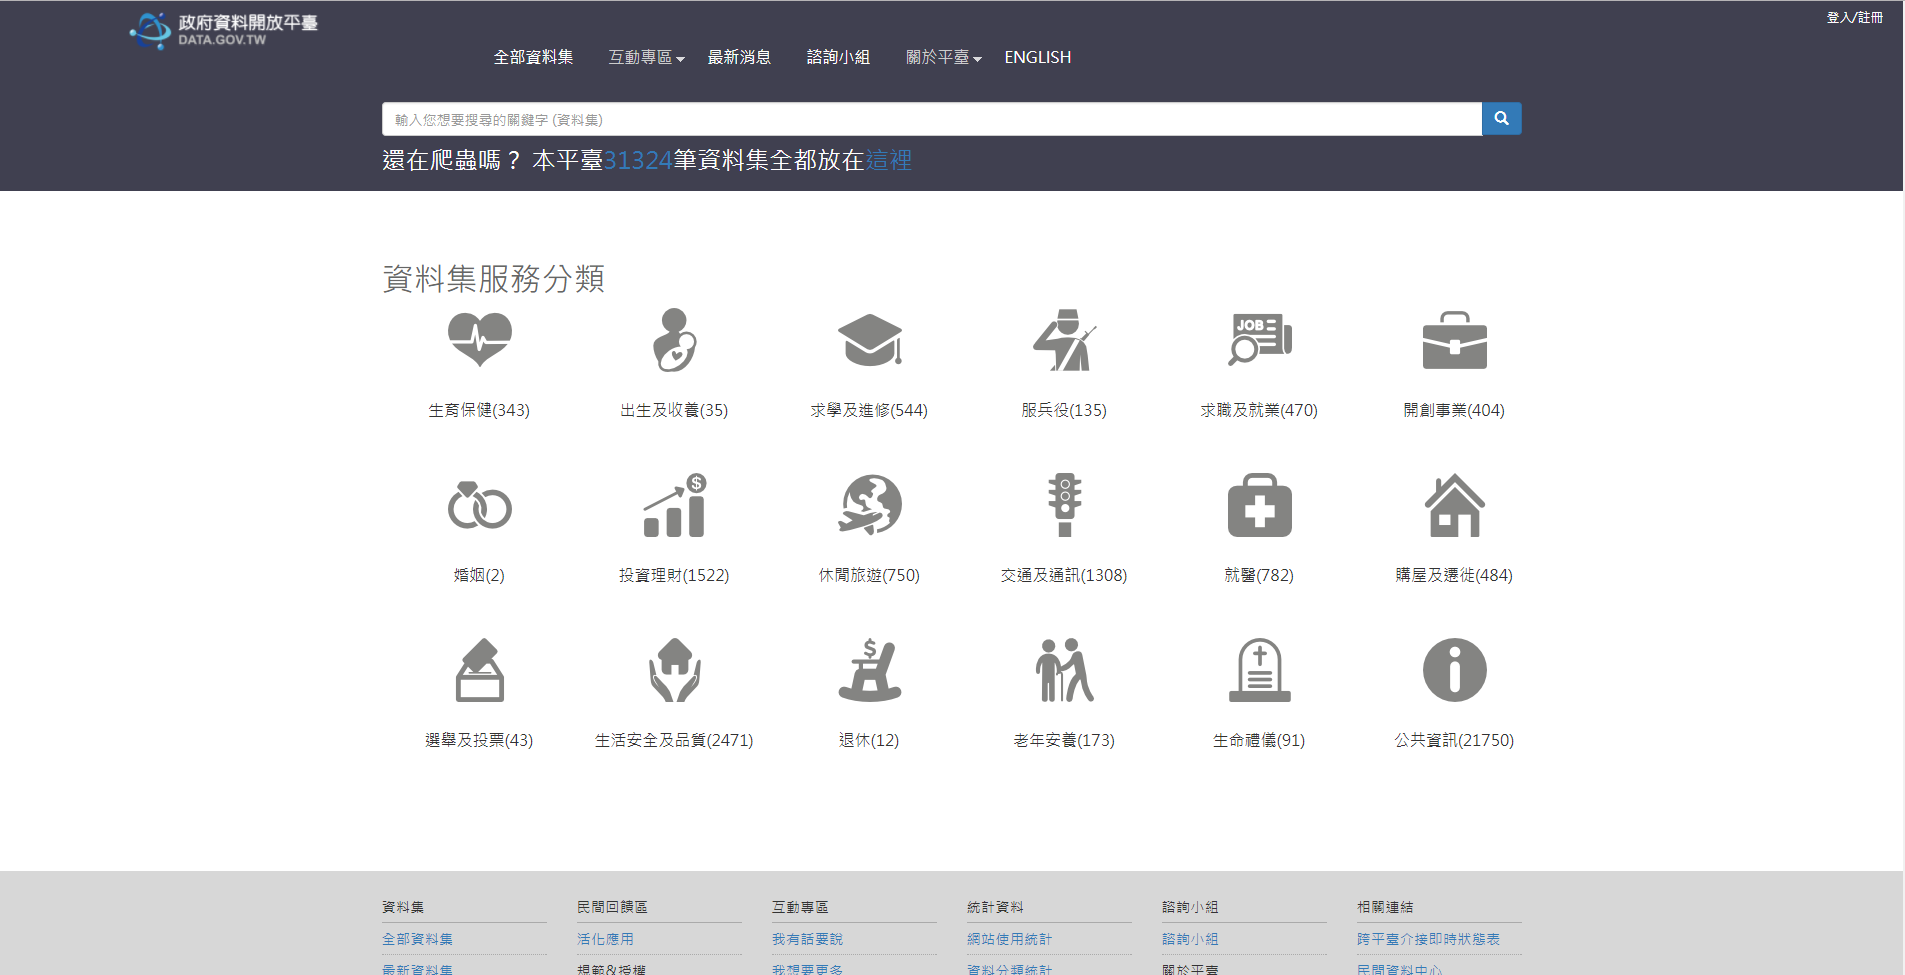 登入/註冊
政府資料開放平臺
DATA.GOV.TW
全部資料集 互動專區 最新消息 諮詢小組 關於平臺 ENGLISH
輸入您想要搜尋的關鍵字 (資料集)
還在爬蟲嗎？ 本平臺31324筆資料集全都放在這裡
資料集服務分類
JOB
生育保健(343) 出生及收養(35) 求學及進修(544) 服兵役(135) 求職及就業(470) 開創事業(404)
$
婚姻(2) 投資理財(1522) 休閒旅遊(750) 交通及通訊(1308) 就醫(782) 購屋及遷徙(484)
$
選舉及投票(43) 生活安全及品質(2471) 退休(12) 老年安養(173) 生命禮儀(91) 公共資訊(21750)
資料集 民間回饋區 互動專區 統計資料 諮詢小組 相關連結
全部資料集 活化應用 我有話要說 網站使用統計 諮詢小組 跨平臺介接即時狀態表
最新資料集 規範&授權 我想要更多 資料分類統計 關於平臺 民間資料中心